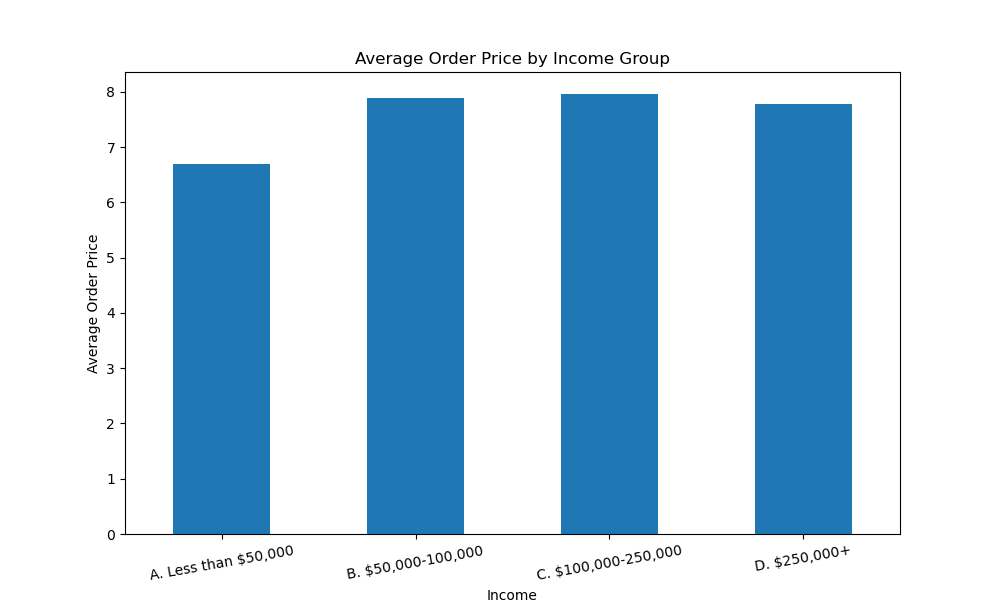 Average Order Price by Income Group
8
7
6
5
4
3
2
1
0
Average Order Price
A. Less than $50,000
B. $50,000-100,000
C. $100,000-250,000
D. $250,000+
Income